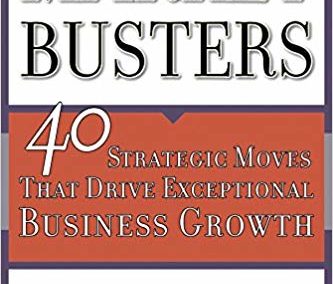 BUSTERS
40 STRATEGIC MOVES
THAT DRIVE EXCEPTIONAL
BUSINESS GROWTH